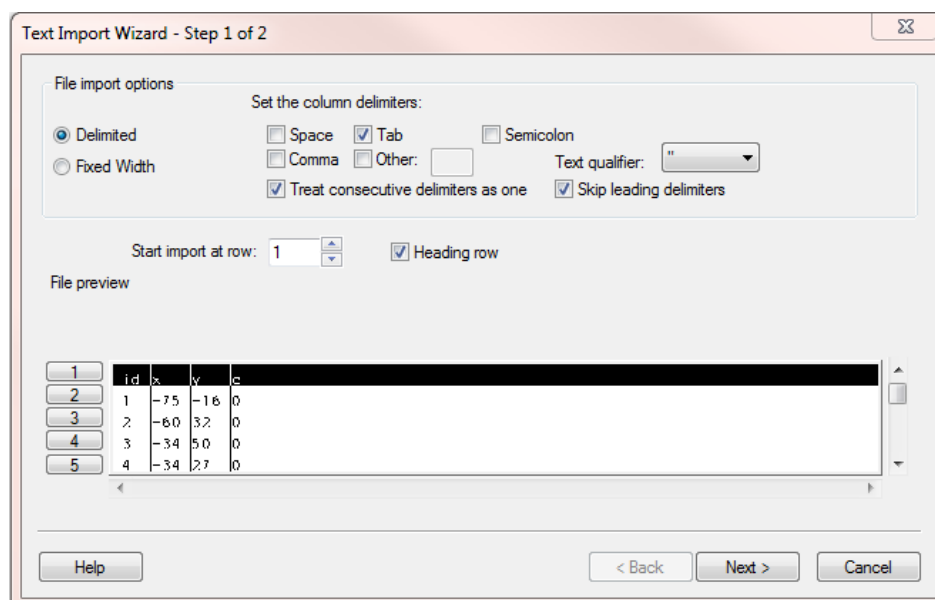 Text Import Wizard - Step 1 of 2
File import options
Set the column delimiters:
Delimited
Space
Tab
Semicolon
Fixed Width
Comma
Other:
Text qualifier: "
Treat consecutive delimiters as one
Skip leading delimiters
Start import at row: 1
Heading row
File preview
1 id x y c
2 1 -75 -16 0
3 2 -60 32 0
4 3 -34 50 0
5 4 -34 27 0
Help
< Back
Next >
Cancel